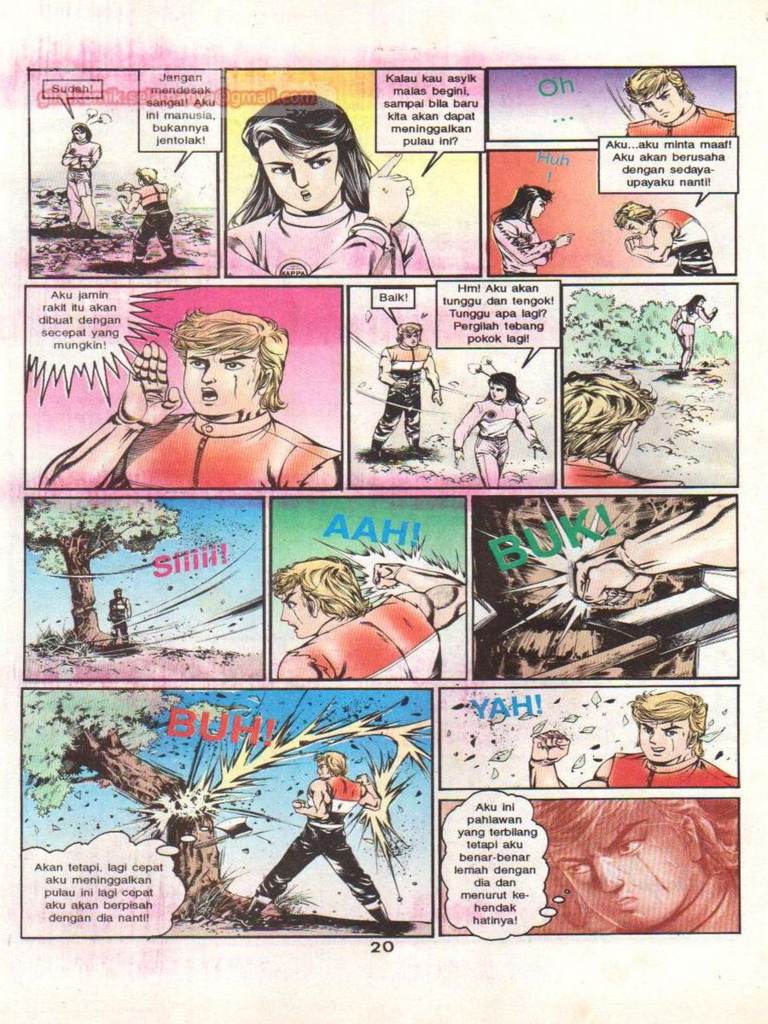 Sudah!
Jangan
mendesak
sangat! Aku
ini manusia,
bukannya
jentolak!
Kalau kau asyik
malas begini,
sampai bila baru
kita akan dapat
meninggalkan
pulau ini?
KAPPA
Oh
...
Huh
!
Aku...aku minta maaf!
Aku akan berusaha
dengan sedaya-
upayaku nanti!
Aku jamin
rakit itu akan
dibuat dengan
secepat yang
mungkin!
Baik!
Hm! Aku akan
tunggu dan tengok!
Tunggu apa lagi?
Pergilah tebang
pokok lagi!
Siiiii!
AAH!
BUK!
BUH!
Akan tetapi, lagi cepat
aku meninggalkan
pulau ini lagi cepat
aku akan berpisah
dengan dia nanti!
YAH!
Aku ini
pahlawan
yang terbilang
tetapi aku
benar-benar
lemah dengan
dia dan
menurut ke-
hendak
hatinya!
20